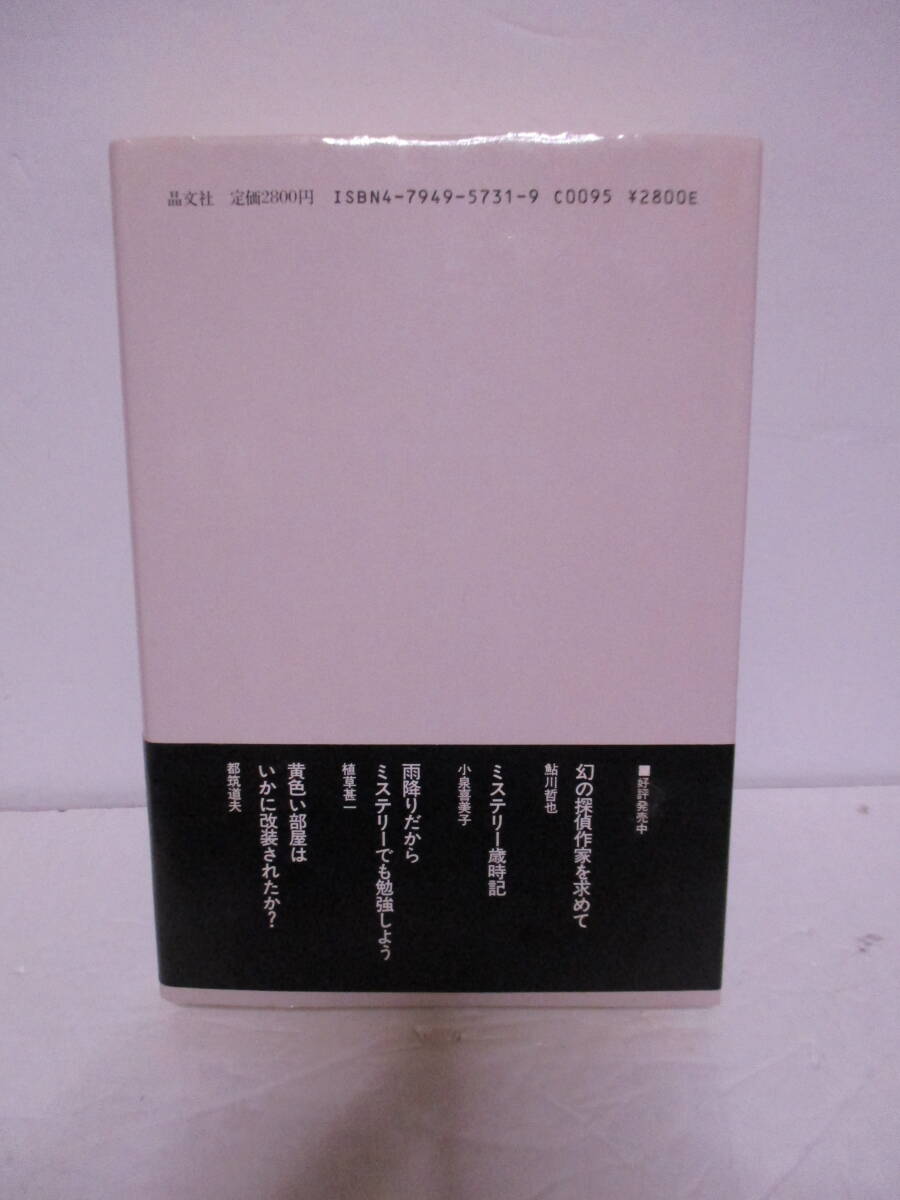 晶文社 定価2800円 ISBN4-7949-5731-9 C0095 ¥2800E
■好評発売中
幻の探偵作家を求めて
鮎川哲也
ミステリー歳時記
小泉喜美子
雨降りだから
ミステリーでも勉強しよう
植草甚一
黄色い部屋は
いかに改装されたか?
都筑道夫